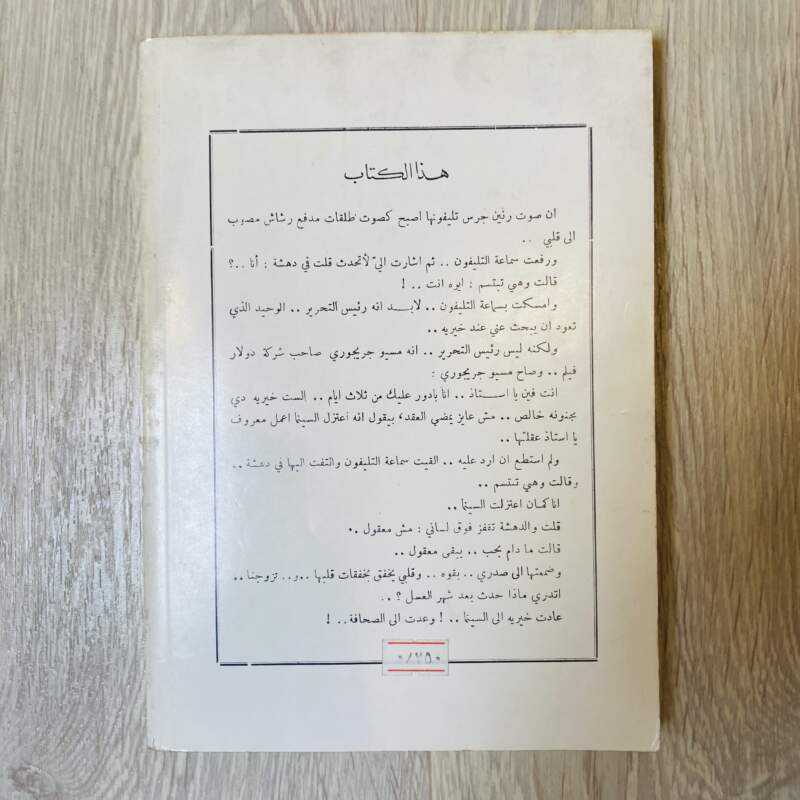 هذا الكتاب
ان صوت رنين جرس تليفونها اصبح كصوت طلقات مدفع رشاش مصوب
الى قلبي ..
ورفعت سماعة التليفون .. ثم اشارت اليّ لأتحدث قلت في دهشة : أنا ..؟
قالت وهي تبتسم : ايوه انت .. !
وامسكت بسماعة التليفون .. لابـــد انه رئيس التحرير .. الوحيد الذي
تعود ان يبحث عني عند خيريه ..
ولكنه ليس رئيس التحرير .. انه مسيو جريجوري صاحب شركة دولار
فيلم .. وصاح مسيو جريجوري :
انت فين يا استـــاذ .. انا بادور عليك من ثلاث ايام .. الست خيريه دي
مجنونه خالص .. مش عايز يمضي العقد، بيقول انه اعتزل السينما اعمل معروف
يا استاذ عقلتها ..
ولم استطع ان ارد عليه .. القيت سماعة التليفون والتفت اليها في دهشة ..
وقالت وهي تبتسم ..
انا كمان اعتزلت السينما ..
قلت والدهشة تقفز فوق لساني : مش معقول .
قالت ما دام بحب .. يبقى معقول ..
وضممتها الى صدري .. بقوه .. وقلبي يخفق بخفقات قلبها ..و.. تزوجنا ..
اتدري ماذا حدث بعد شهر العسل ؟ ..
عادت خيريه الى السينما .. ! وعدت الى الصحافة .. !
٠/٧٥٠